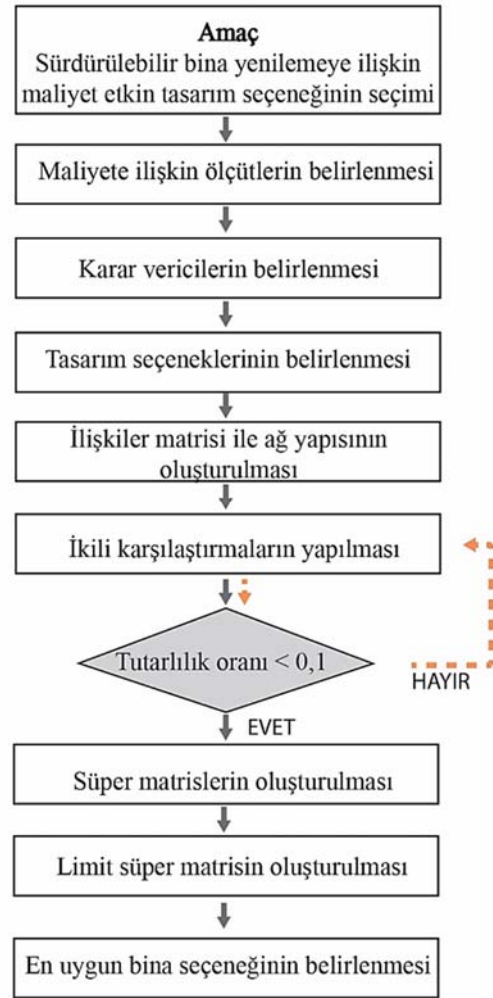 Amaç
Sürdürülebilir bina yenilemeye ilişkin
maliyet etkin tasarım seçeneğinin seçimi
Maliyete ilişkin ölçütlerin belirlenmesi
Karar vericilerin belirlenmesi
Tasarım seçeneklerinin belirlenmesi
İlişkiler matrisi ile ağ yapısının
oluşturulması
İkili karşılaştırmaların yapılması
Tutarlılık oranı < 0,1
HAYIR
EVET
Süper matrislerin oluşturulması
Limit süper matrisin oluşturulması
En uygun bina seçeneğinin belirlenmesi